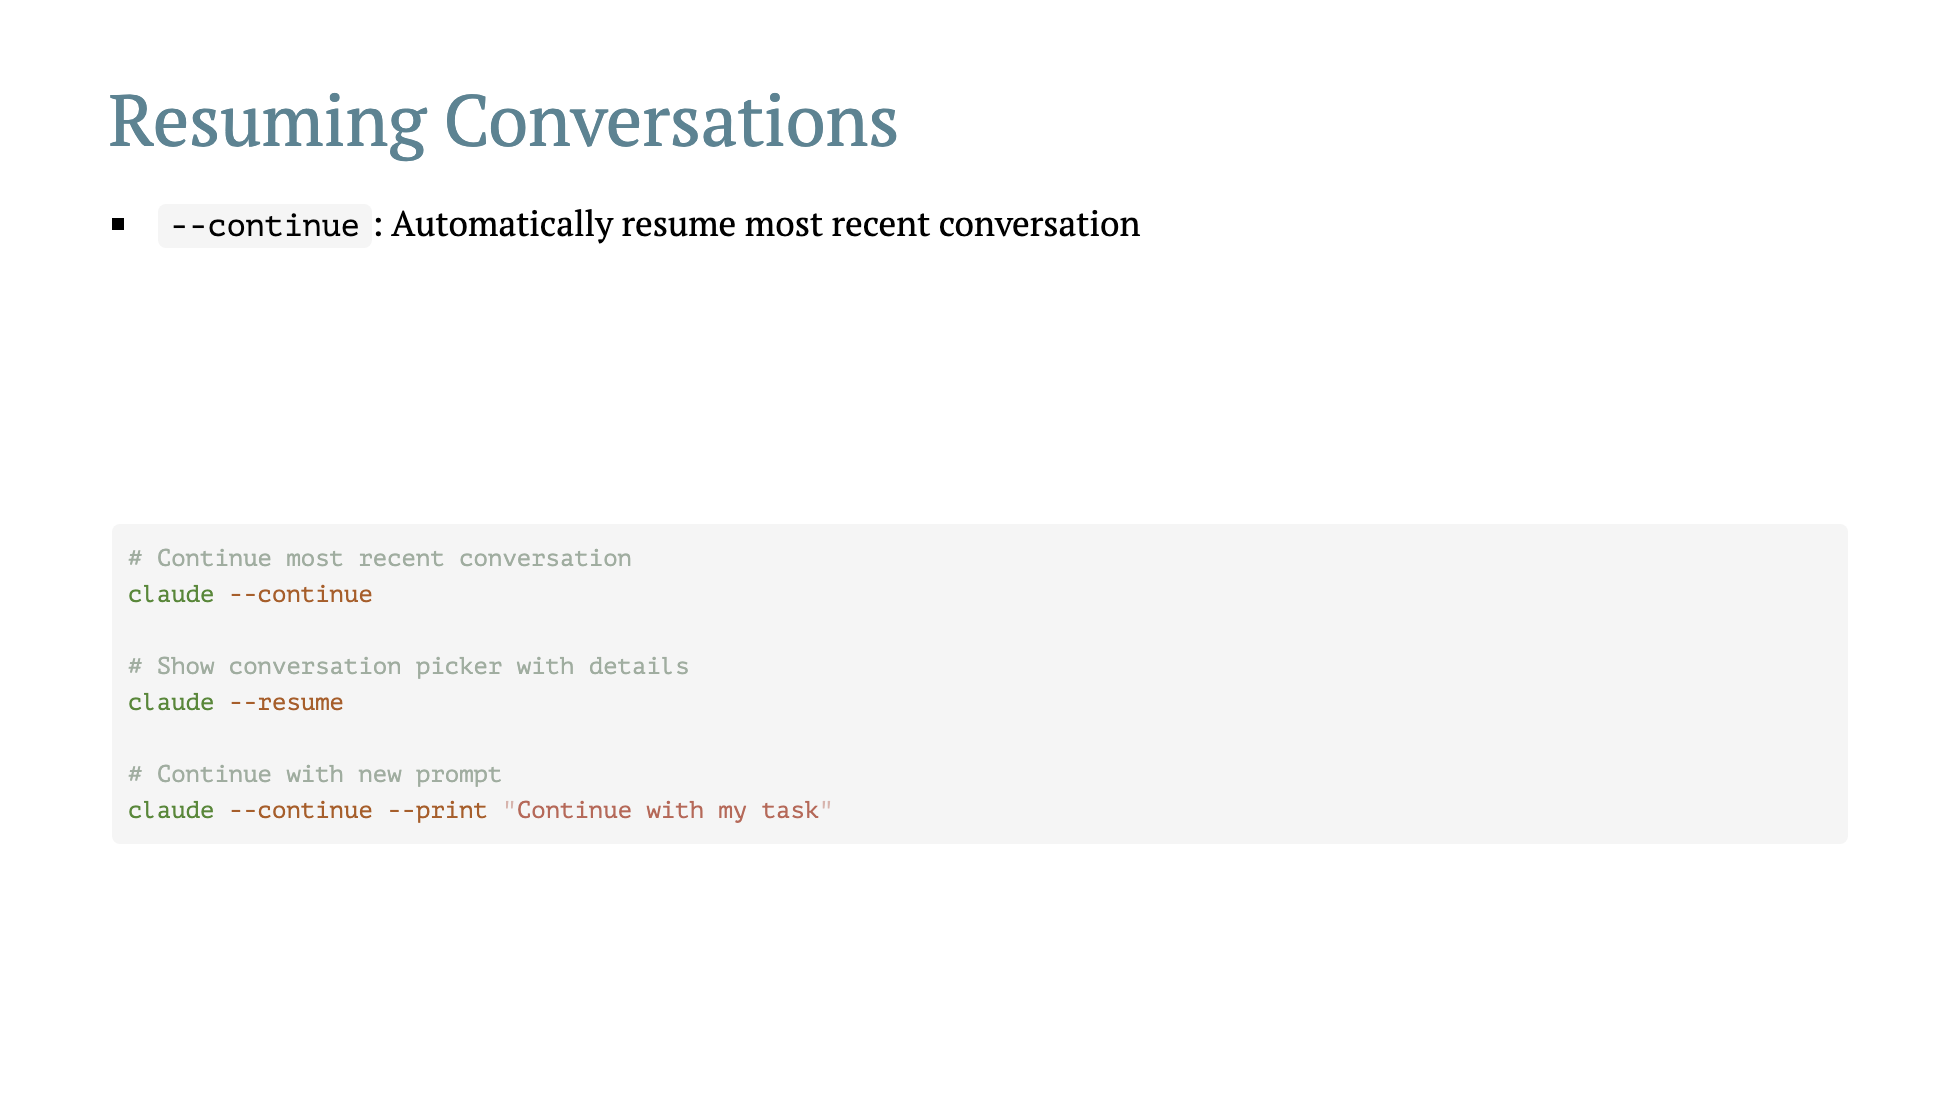 Resuming Conversations
--continue: Automatically resume most recent conversation
# Continue most recent conversation
claude --continue
# Show conversation picker with details
claude --resume
# Continue with new prompt
claude --continue --print "Continue with my task"